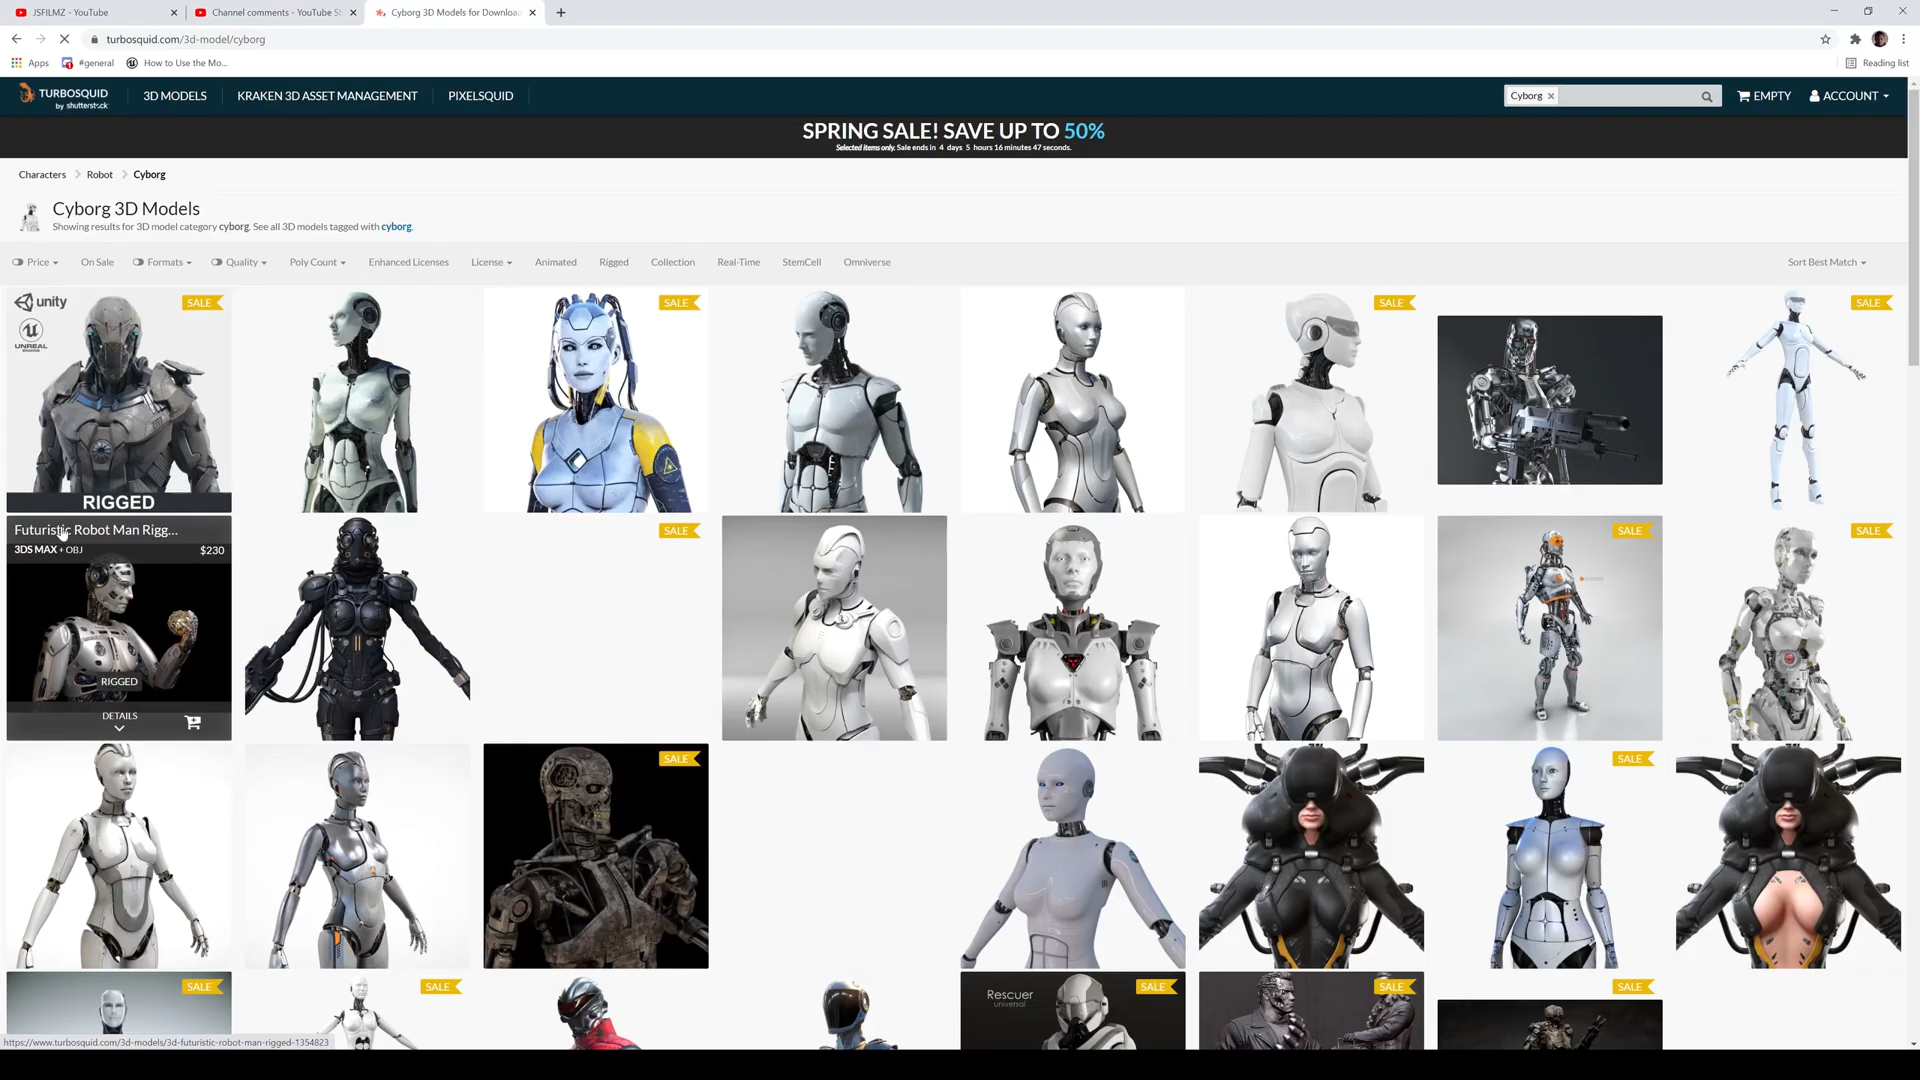 JSFILMZ - YouTube
Channel comments - YouTube S
Cyborg 3D Models for Download
turbosquid.com/3d-model/cyborg
Apps
#general
How to Use the Mo...
Reading list
TURBOSQUID
by shutterstock
3D MODELS
KRAKEN 3D ASSET MANAGEMENT
PIXELSQUID
Cyborg
EMPTY
ACCOUNT
SPRING SALE! SAVE UP TO 50%
Selected items only. Sale ends in 4 days 5 hours 16 minutes 47 seconds.
Characters Robot Cyborg
Cyborg 3D Models
Showing results for 3D model category cyborg. See all 3D models tagged with cyborg.
Price
On Sale
Formats
Quality
Poly Count
Enhanced Licenses
License
Animated
Rigged
Collection
Real-Time
StemCell
Omniverse
Sort Best Match
unity
UNREAL
ENGINE
SALE
RIGGED
SALE
SALE
SALE
Futuristic Robot Man Rigg...
3DS MAX + OBJ
$230
RIGGED
DETAILS
SALE
SALE
SALE
SALE
SALE
SALE
SALE
Rescuer
universal
SALE
SALE
SALE
https://www.turbosquid.com/3d-models/3d-futuristic-robot-man-rigged-1354823